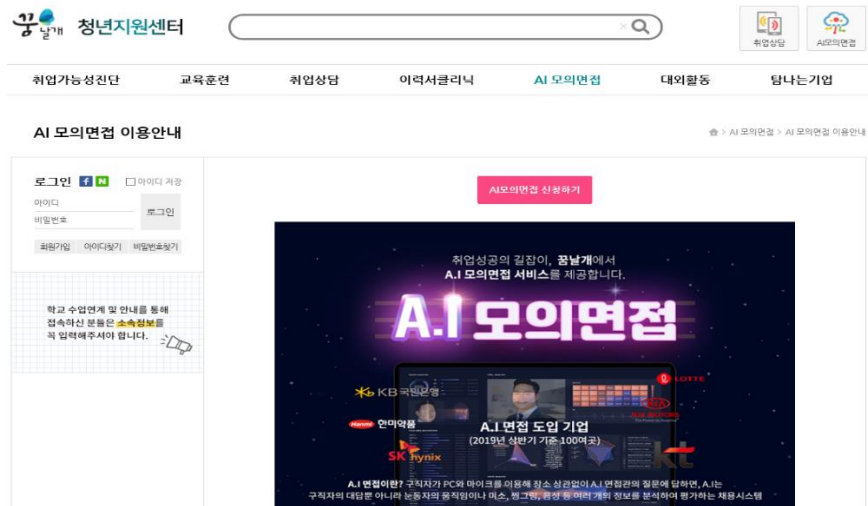 꿈날개 청년지원센터
취업상담
AI모의면접
취업가능성진단 교육훈련 취업상담 이력서클리닉 AI 모의면접 대외활동 탐나는기업
AI 모의면접 이용안내
> AI 모의면접 > AI 모의면접 이용안내
로그인 f N 아이디 저장
아이디
비밀번호
로그인
회원가입 아이디찾기 비밀번호찾기
학교 수업연계 및 안내를 통해
접속하신 분들은 소속정보를
꼭 입력해주셔야 합니다.
AI모의면접 신청하기
취업성공의 길잡이, 꿈날개에서
A.I 모의면접 서비스를 제공합니다.
A.I 모의면접
KB국민은행
LOTTE
KIA MOTORS
Hanmi 한미약품
A.I 면접 도입 기업
(2019년 상반기 기준 100여곳)
SK hynix
kt
A.I 면접이란? 구직자가 PC와 마이크를 이용해 장소 상관없이 A.I 면접관의 질문에 답하면, A.I는
구직자의 대답뿐 아니라 눈동자의 움직임이나 미소, 찡그림, 음성 등 여러 개의 정보를 분석하여 평가하는 채용시스템